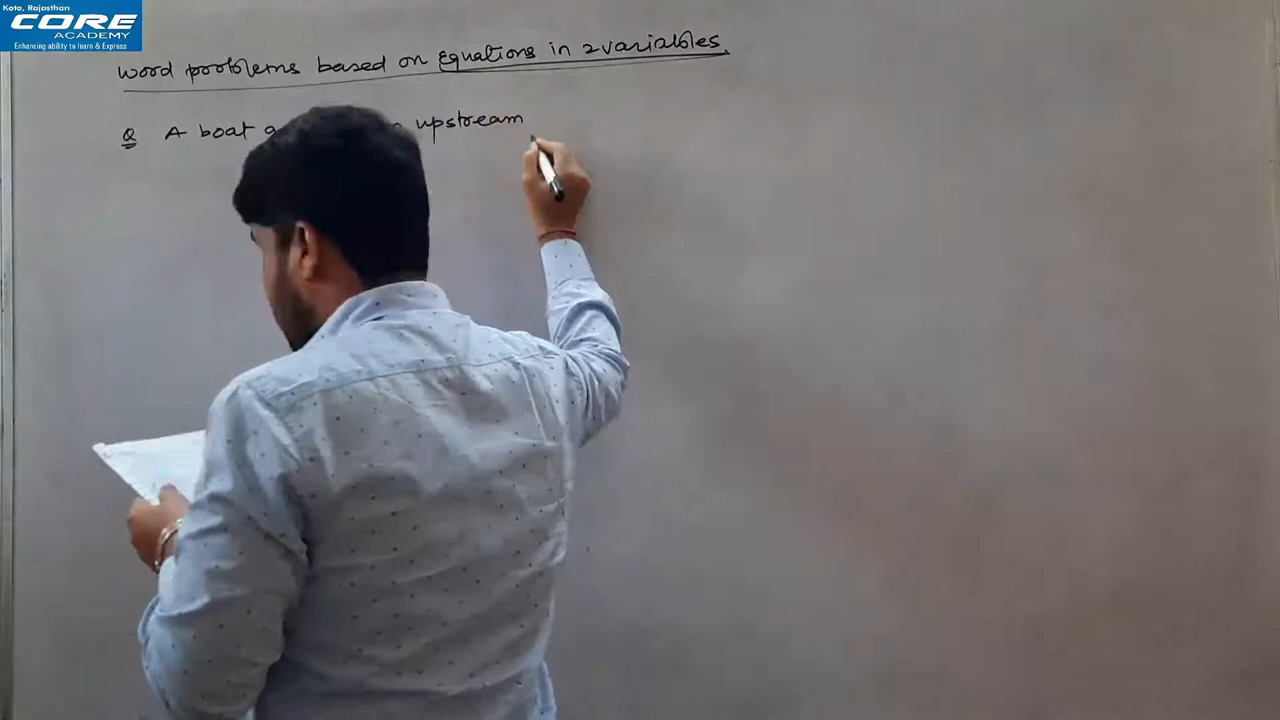 Kota, Rajasthan
CORE
ACADEMY
Enhancing ability to learn & Express
Word problems based on Equations in 2 variables.
Q A boat upstream